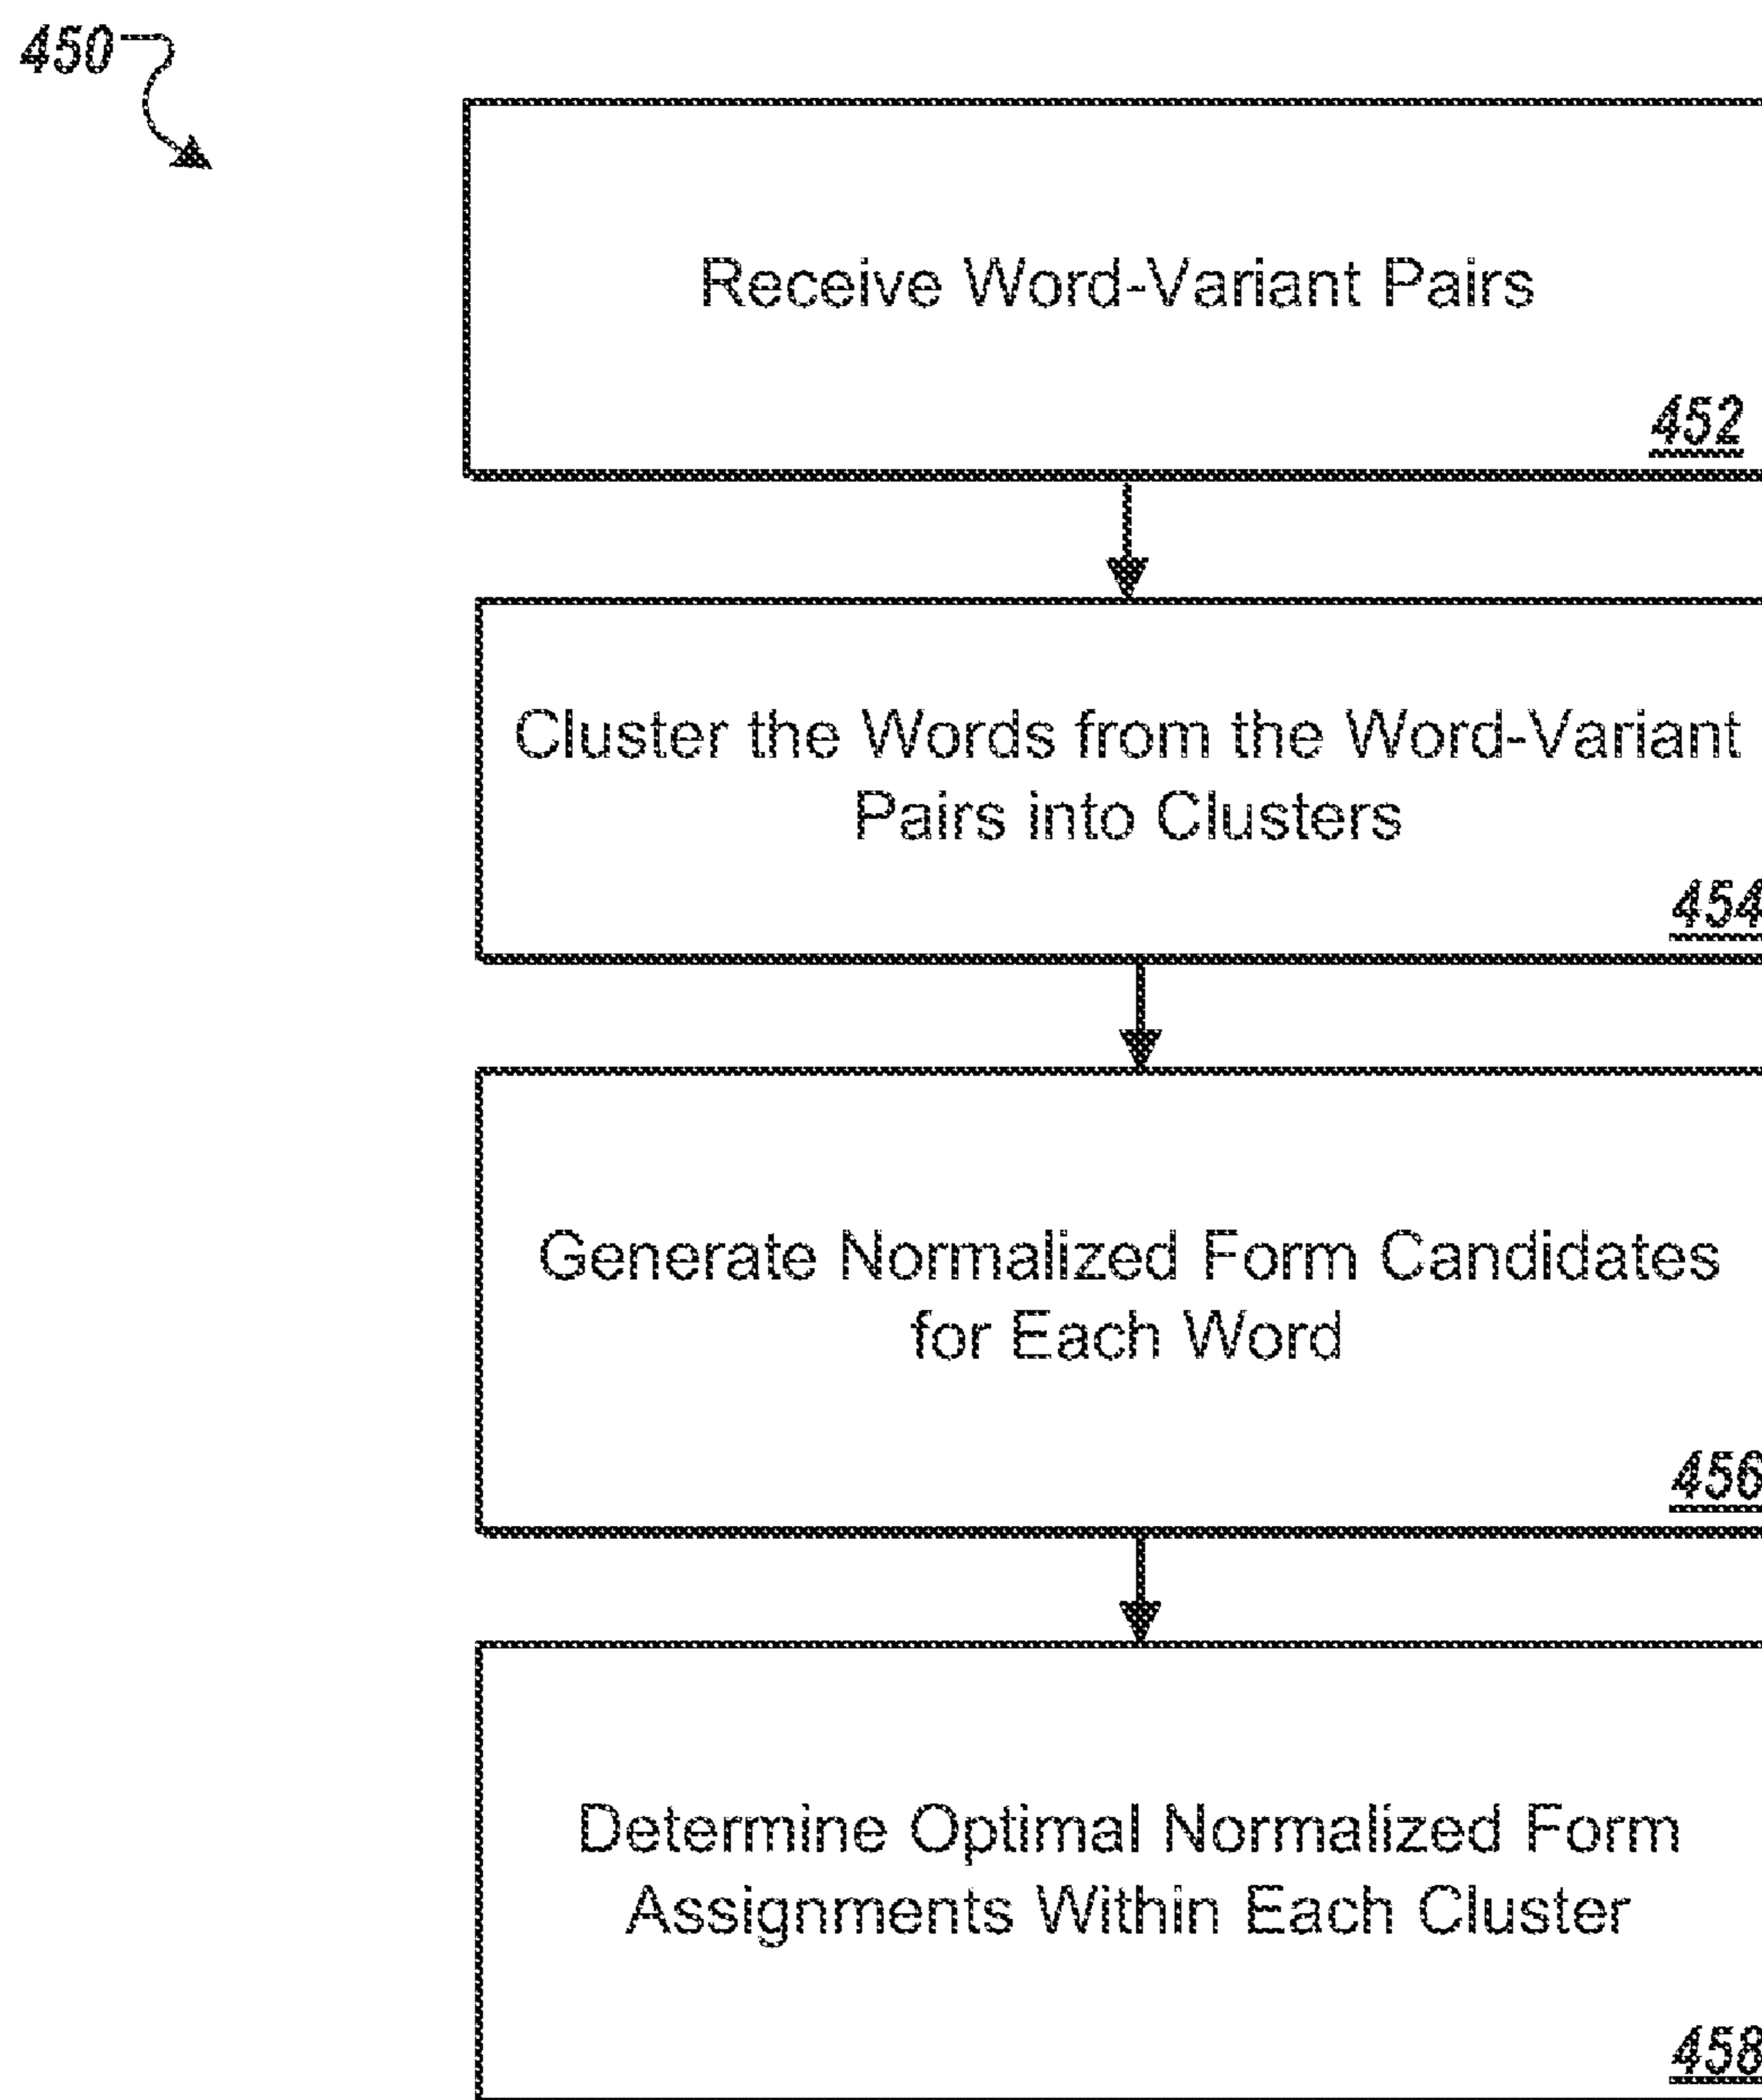 450
Receive Word-Variant Pairs
452
Cluster the Words from the Word-Variant
Pairs into Clusters
454
Generate Normalized Form Candidates
for Each Word
456
Determine Optimal Normalized Form
Assignments Within Each Cluster
458